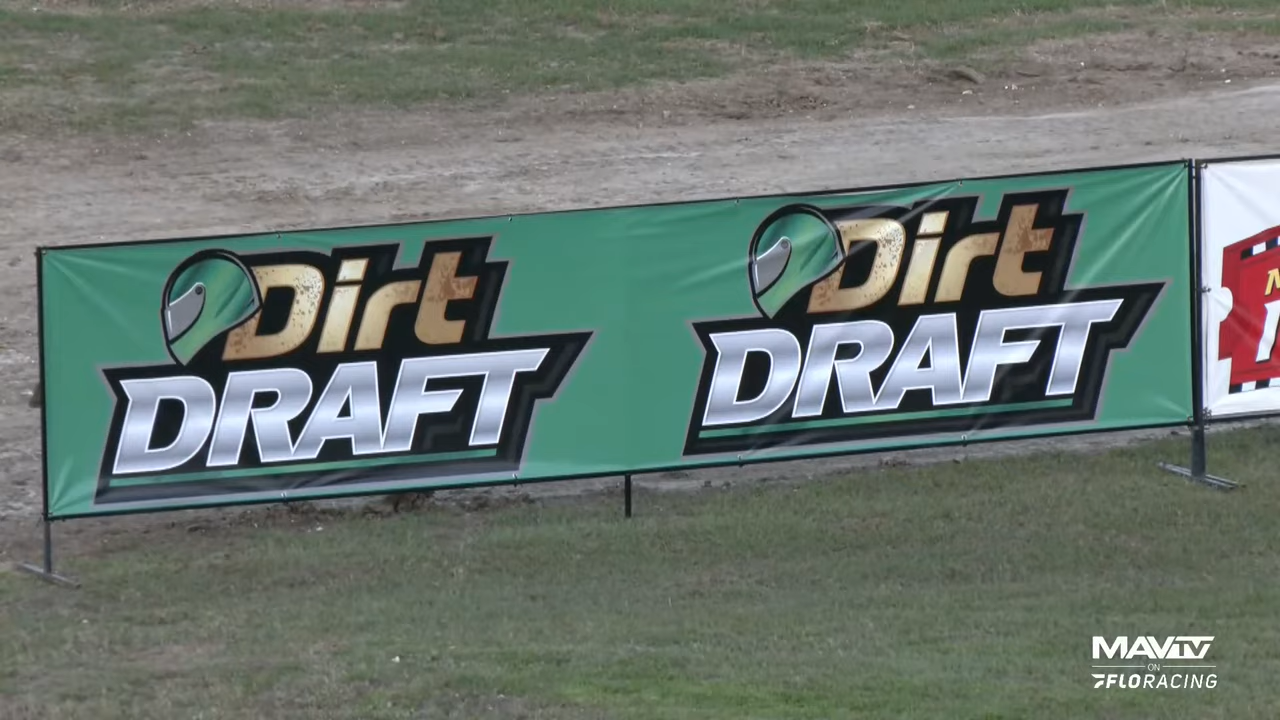 Dirt
DRAFT
Dirt
DRAFT
MAVTV
ON
FLORACING